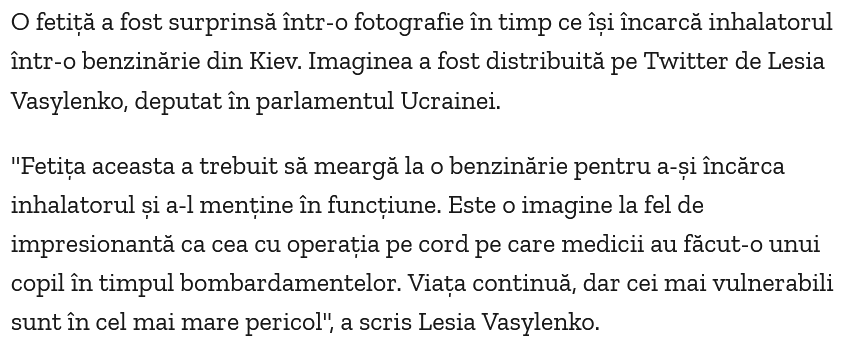 O fetiță a fost surprinsă într-o fotografie în timp ce își încarcă inhalatorul
într-o benzinărie din Kiev. Imaginea a fost distribuită pe Twitter de Lesia
Vasylenko, deputat în parlamentul Ucrainei.
"Fetița aceasta a trebuit să meargă la o benzinărie pentru a-și încărca
inhalatorul și a-l menține în funcțiune. Este o imagine la fel de
impresionantă ca cea cu operația pe cord pe care medicii au făcut-o unui
copil în timpul bombardamentelor. Viața continuă, dar cei mai vulnerabili
sunt în cel mai mare pericol", a scris Lesia Vasylenko.